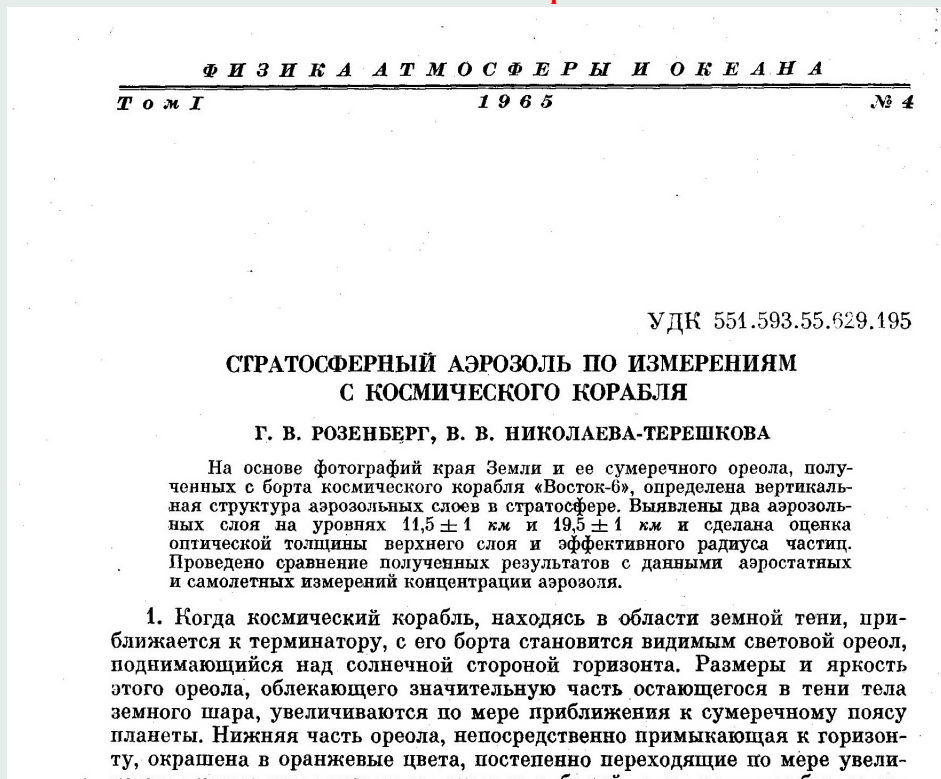 ФИЗИКА АТМОСФЕРЫ И ОКЕАНА
Том I 1965 № 4
УДК 551.593.55.629.195
СТРАТОСФЕРНЫЙ АЭРОЗОЛЬ ПО ИЗМЕРЕНИЯМ
С КОСМИЧЕСКОГО КОРАБЛЯ
Г. В. РОЗЕНБЕРГ, В. В. НИКОЛАЕВА-ТЕРЕШКОВА
На основе фотографий края Земли и ее сумеречного ореола, полу-
ченных с борта космического корабля «Восток-6», определена вертикаль-
ная структура аэрозольных слоев в стратосфере. Выявлены два аэрозоль-
ных слоя на уровнях 11,5 ± 1 км и 19,5 ± 1 км и сделана оценка
оптической толщины верхнего слоя и эффективного радиуса частиц.
Проведено сравнение полученных результатов с данными аэростатных
и самолетных измерений концентрации аэрозоля.
1. Когда космический корабль, находясь в области земной тени, при-
ближается к терминатору, с его борта становится видимым световой ореол,
поднимающийся над солнечной стороной горизонта. Размеры и яркость
этого ореола, облекающего значительную часть остающегося в тени тела
земного шара, увеличиваются по мере приближения к сумеречному поясу
планеты. Нижняя часть ореола, непосредственно примыкающая к горизон-
ту, окрашена в оранжевые цвета, постепенно переходящие по мере увели-